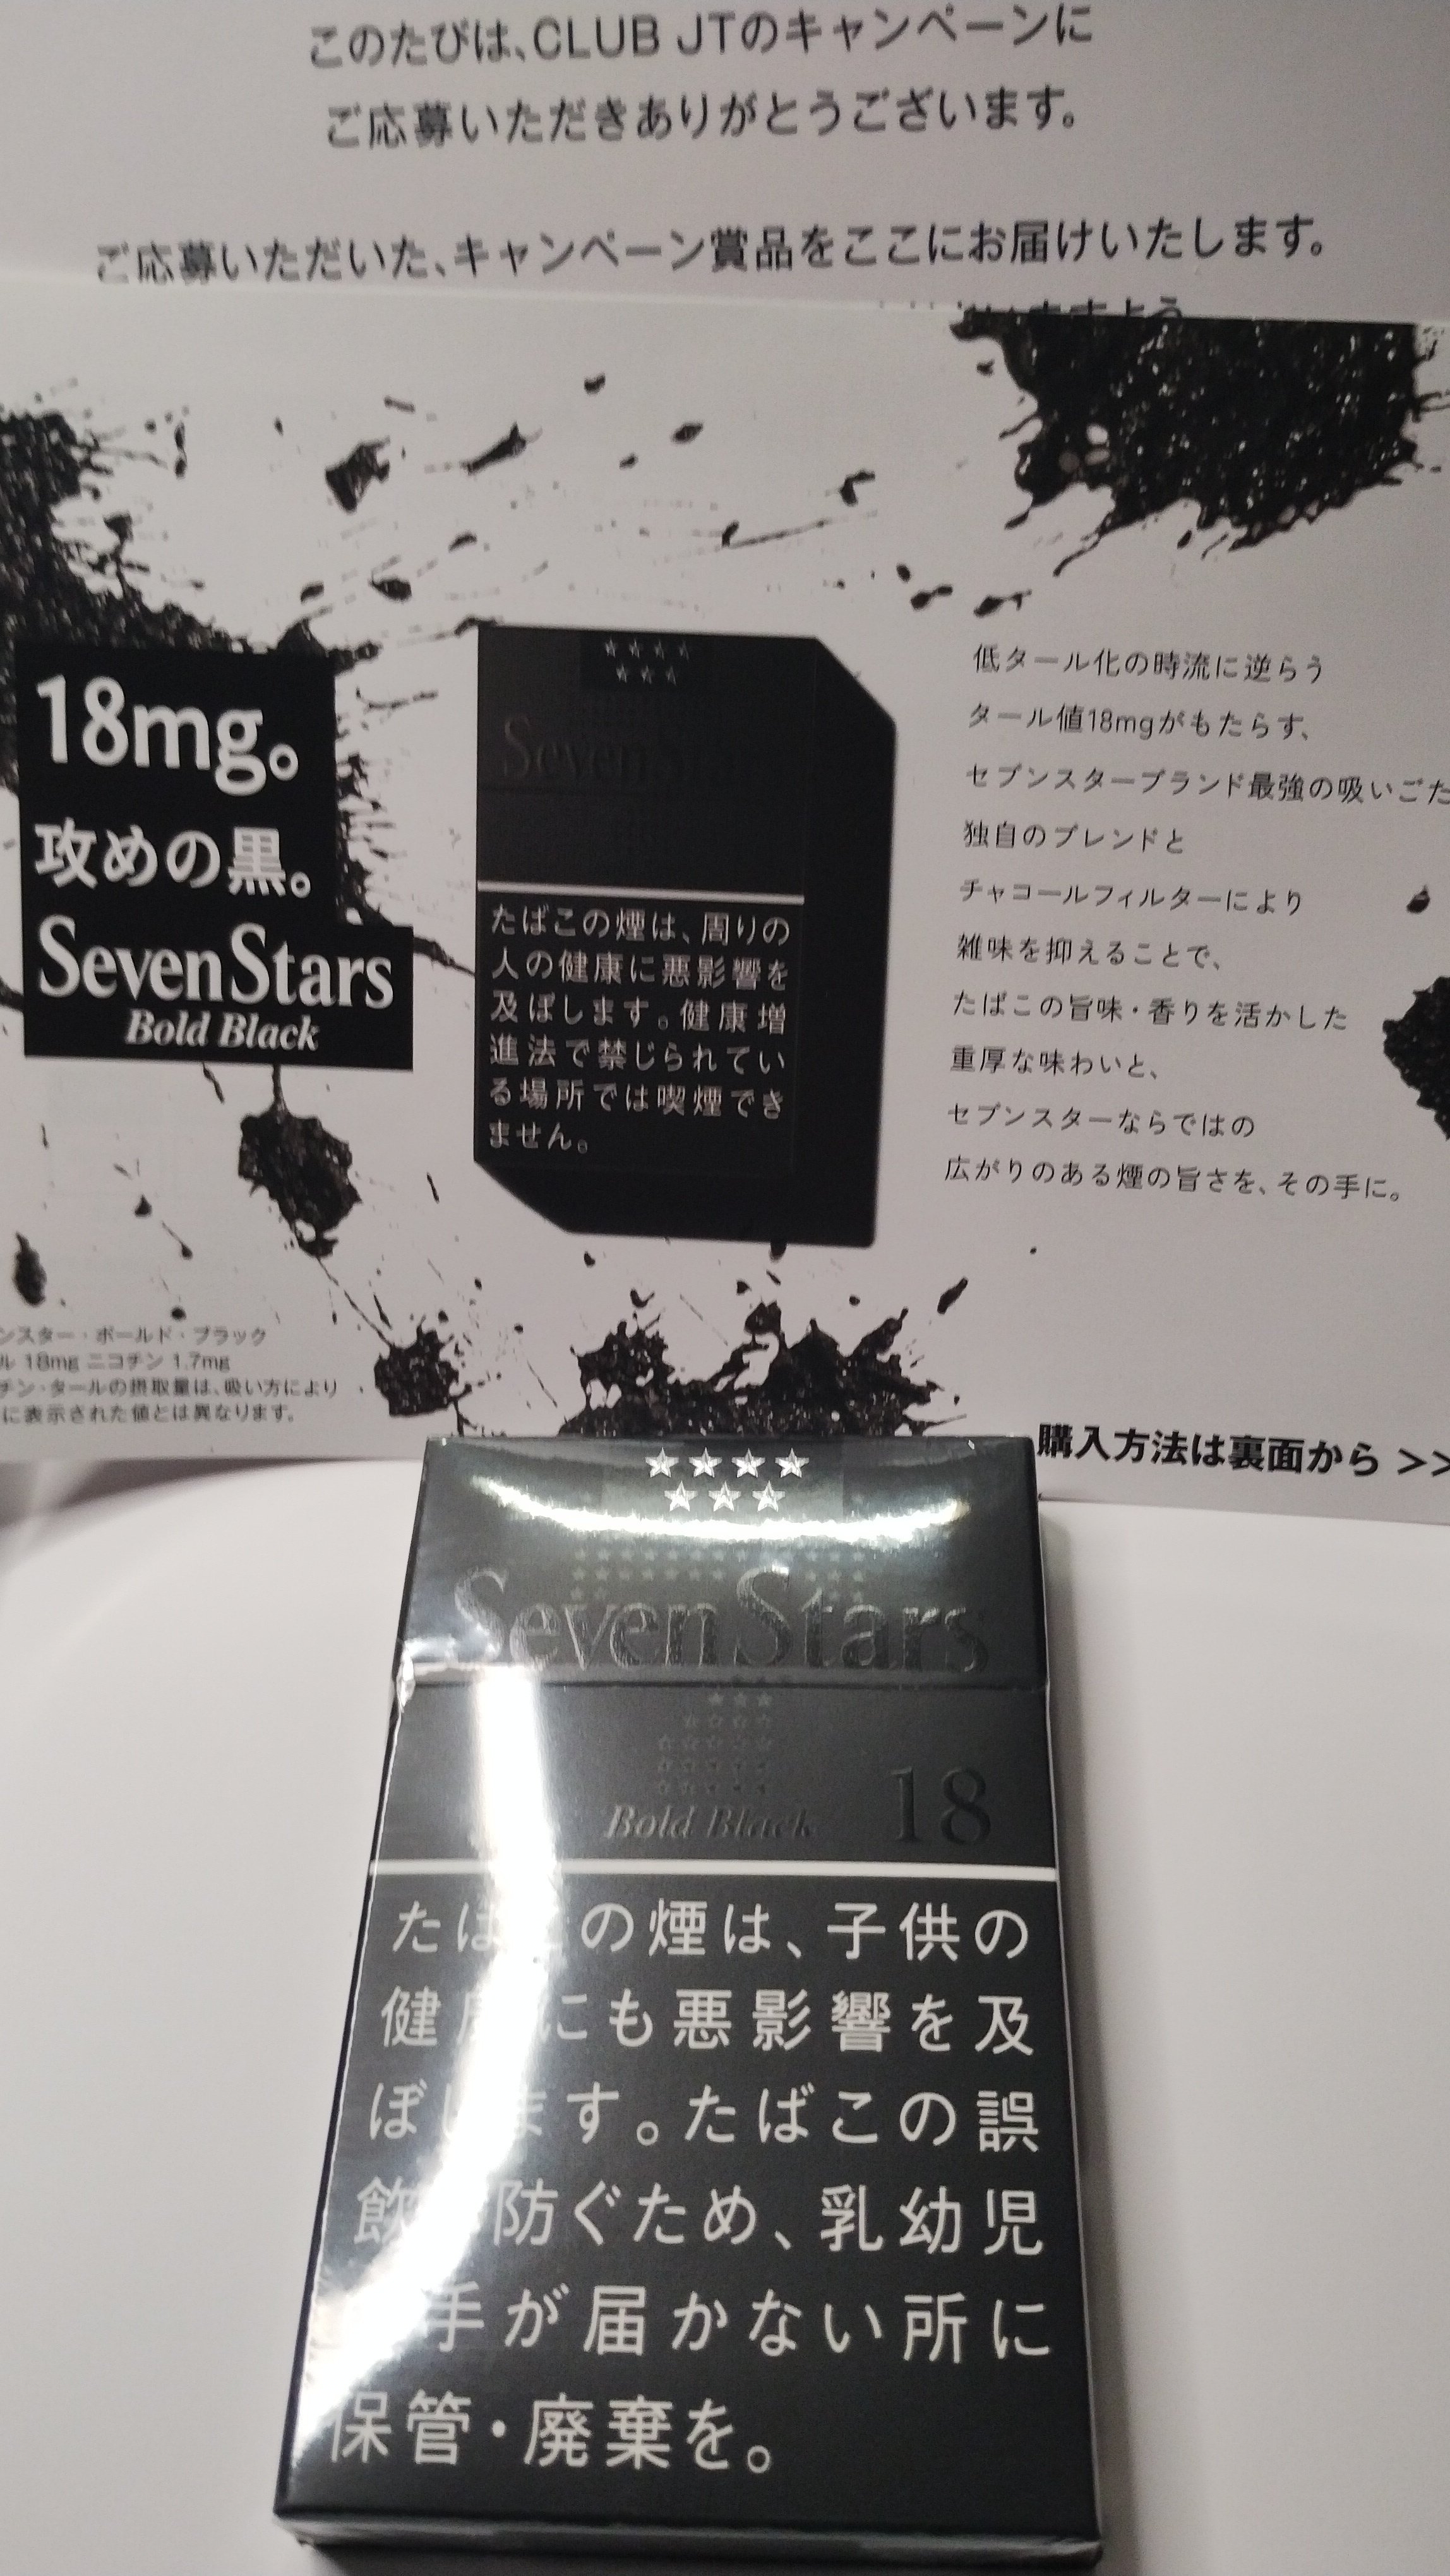 このたびは、CLUB JTのキャンペーンに
ご応募いただきありがとうございます。
ご応募いただいた、キャンペーン賞品をここにお届けいたします。
ますよう
18mg。
攻めの黒。
SevenStars
Bold Black
Seven
たばこの煙は、周りの
人の健康に悪影響を
及ぼします。健康増
進法で禁じられてい
る場所では喫煙でき
ません。
低タール化の時流に逆らう
タール値18mgがもたらす、
セブンスターブランド最強の吸いごた
独自のブレンドと
チャコールフィルターにより
雑味を抑えることで、
たばこの旨味・香りを活かした
重厚な味わいと、
セブンスターならではの
広がりのある煙の旨さを、その手に。
ンスター・ボールド・ブラック
ル 18mg ニコチン 1.7mg
チン・タールの摂取量は、吸い方により
に表示された値とは異なります。
購入方法は裏面から >>
SevenStars
Bold Black 18
たばこの煙は、子供の
健康にも悪影響を及
ぼします。たばこの誤
飲 防ぐため、乳幼児
手が届かない所に
保管・廃棄を。